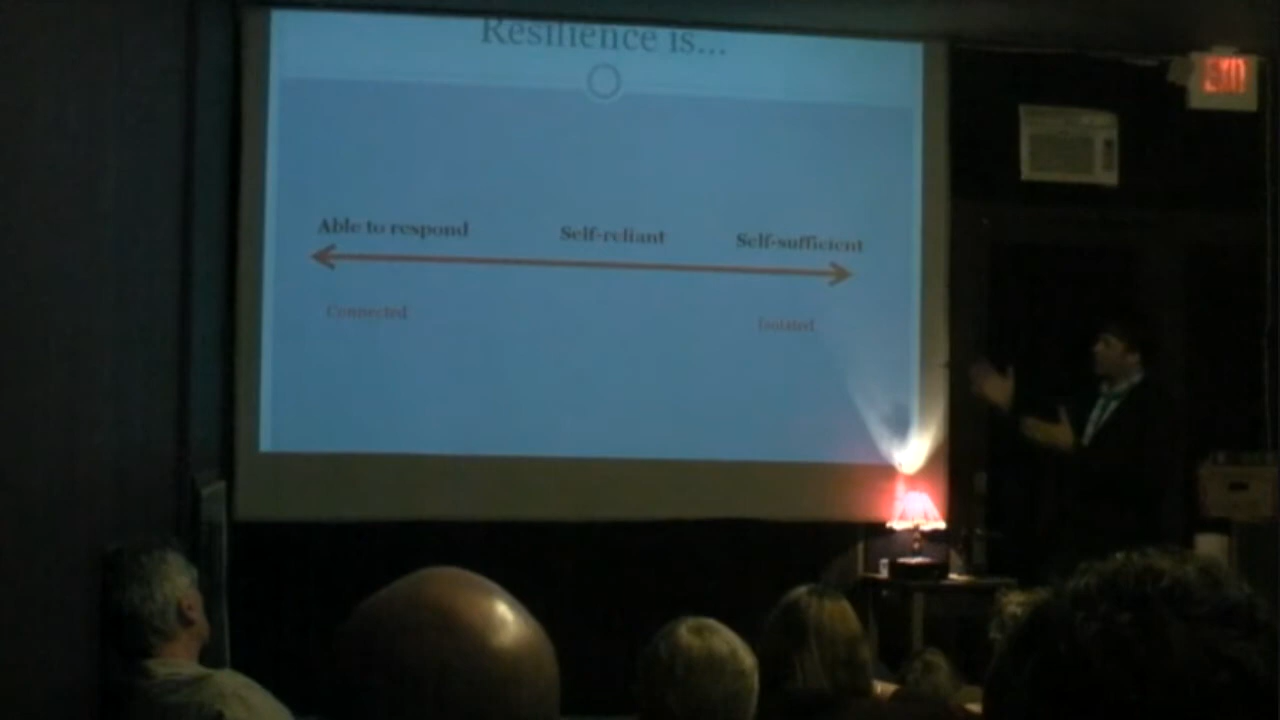 Resilience is...
EXIT
Able to respond
Self-reliant
Self-sufficient
Connected
Isolated